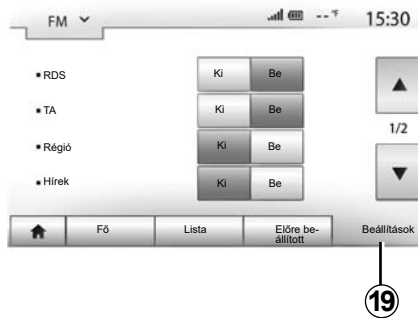 FM --°F 15:30
RDS Ki Be
TA Ki Be
1/2
Régió Ki Be
Hírek Ki Be
Fő Lista Előre be-
állított Beállítások
19